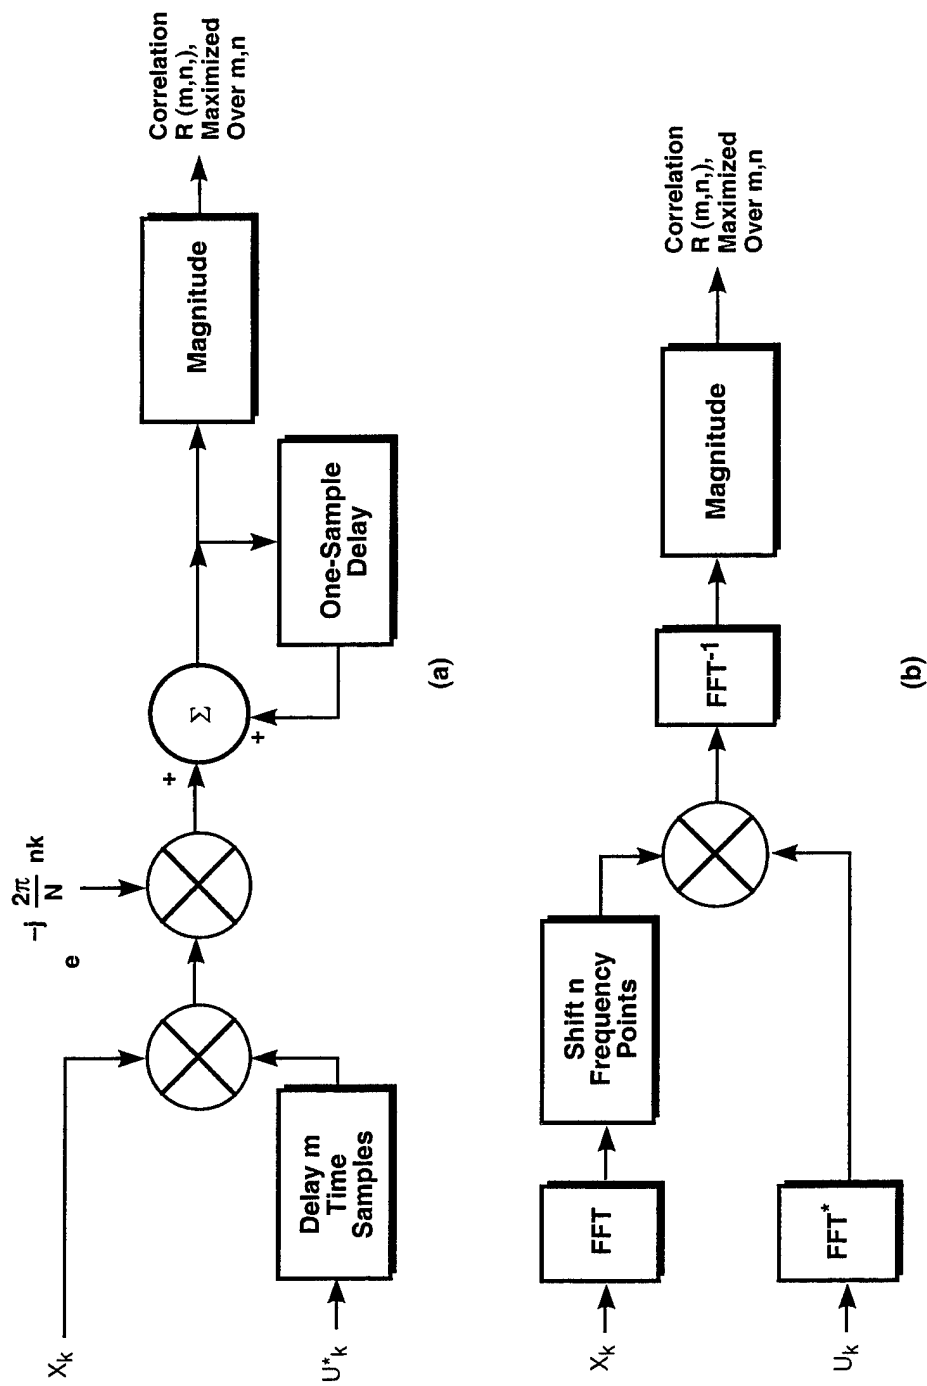 X_k
U*_k
Delay m
Time
Samples
e
−j 2π/N nk
+
+
Σ
One-Sample
Delay
Magnitude
Correlation
R (m,n,),
Maximized
Over m,n
(a)
X_k
U_k
FFT
FFT*
Shift n
Frequency
Points
FFT-1
Magnitude
Correlation
R (m,n,),
Maximized
Over m,n
(b)